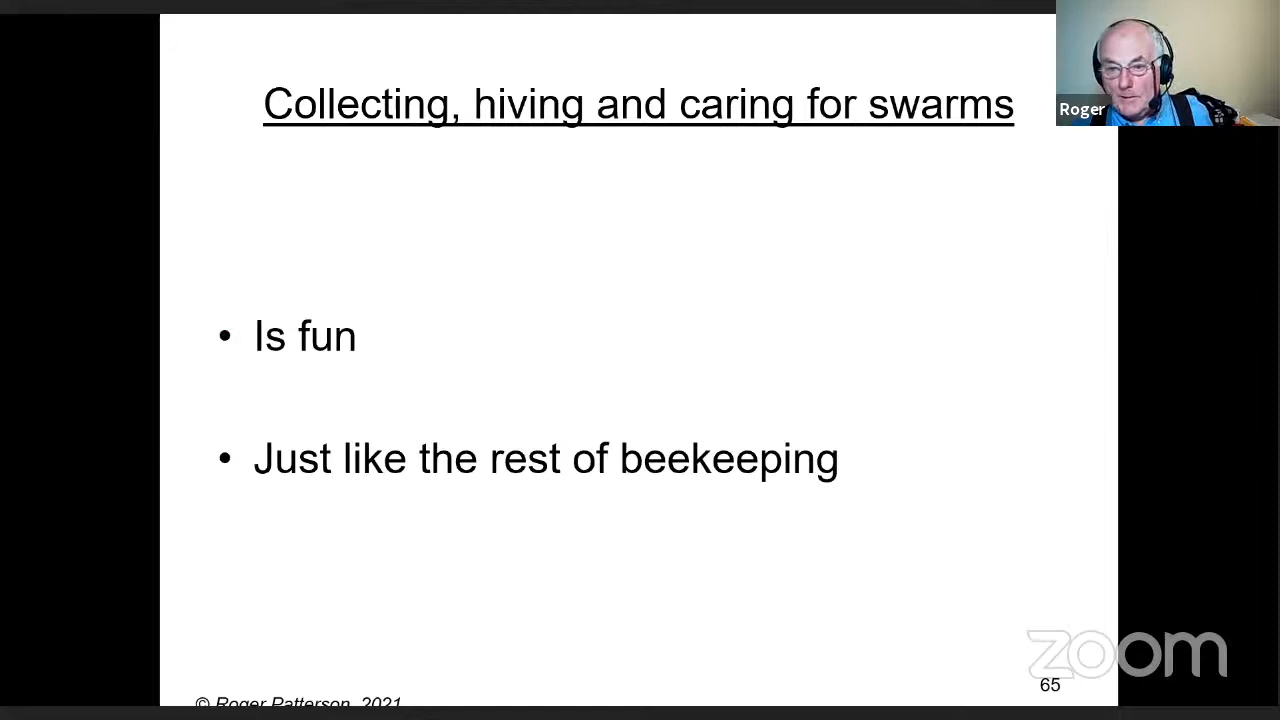 Collecting, hiving and caring for swarms
Roger
• Is fun
• Just like the rest of beekeeping
zoom
65
© Roger Patterson, 2021